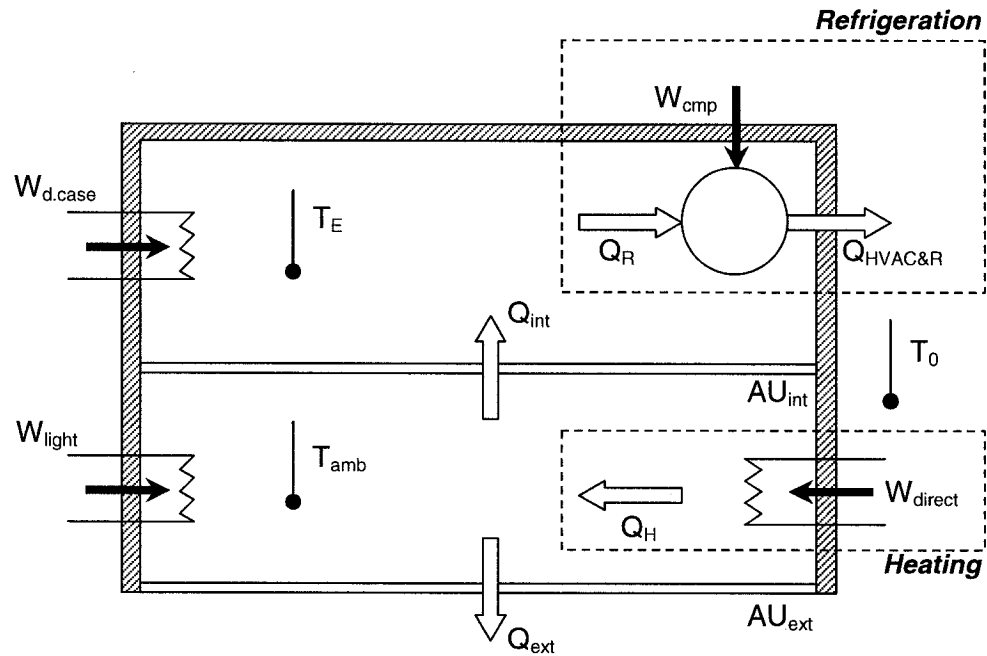 Refrigeration
W_cmp
W_d.case
T_E
Q_R
Q_HVAC&R
Q_int
T_0
AU_int
W_light
T_amb
W_direct
Q_H
Heating
AU_ext
Q_ext